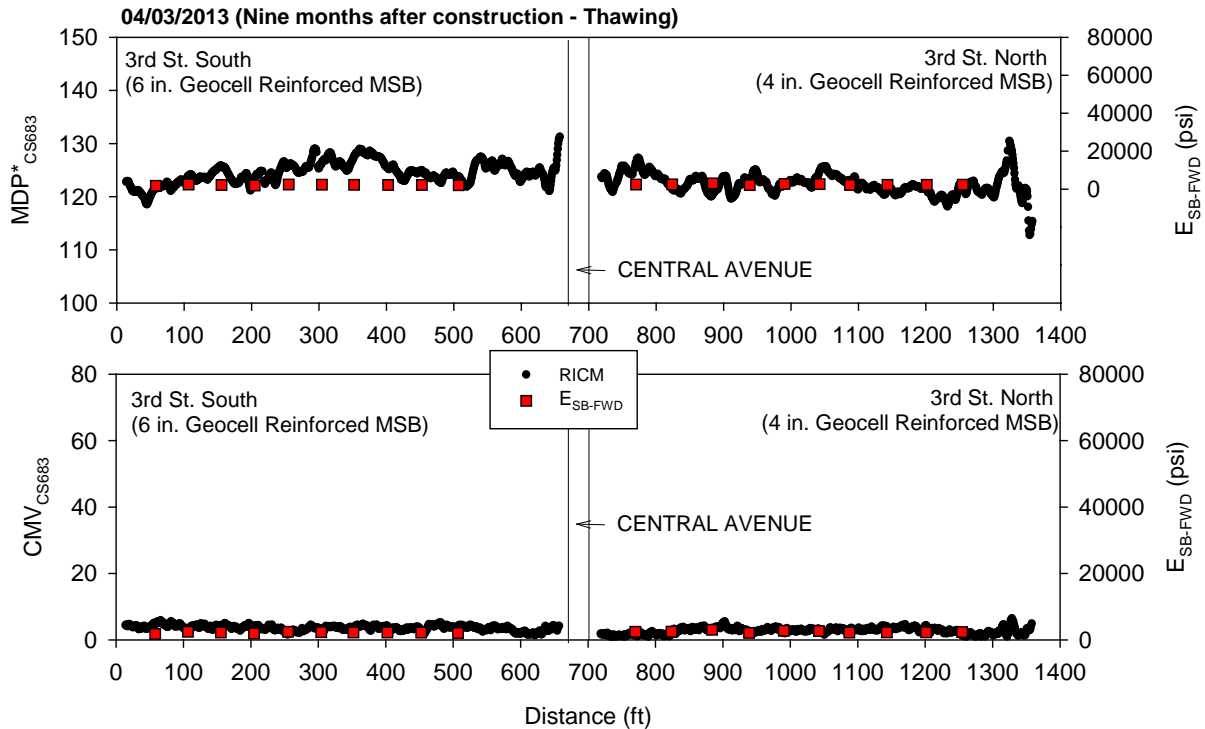 04/03/2013 (Nine months after construction - Thawing)
150
140
130
120
110
100
MDP*CS683
3rd St. South
(6 in. Geocell Reinforced MSB)
3rd St. North
(4 in. Geocell Reinforced MSB)
CENTRAL AVENUE
80000
60000
40000
20000
0
ESB-FWD (psi)
0 100 200 300 400 500 600 700 800 900 1000 1100 1200 1300 1400
RICM
ESB-FWD
80
60
40
20
0
CMVCS683
3rd St. South
(6 in. Geocell Reinforced MSB)
3rd St. North
(4 in. Geocell Reinforced MSB)
CENTRAL AVENUE
80000
60000
40000
20000
0
ESB-FWD (psi)
0 100 200 300 400 500 600 700 800 900 1000 1100 1200 1300 1400
Distance (ft)